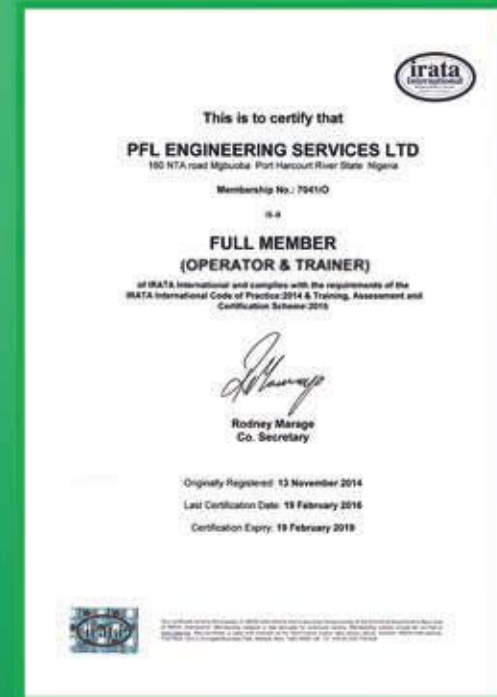 irata
International
This is to certify that
PFL ENGINEERING SERVICES LTD
160 NTA road Mgbuoba Port Harcourt River State Nigeria
Membership No.: 7041/O
is a
FULL MEMBER
(OPERATOR & TRAINER)
of IRATA International and complies with the requirements of the
IRATA International Code of Practice:2014 & Training, Assessment and
Certification Scheme:2015
Rodney Marage
Co. Secretary
Originally Registered: 13 November 2014
Last Certification Date: 19 February 2016
Certification Expiry: 19 February 2019
irata